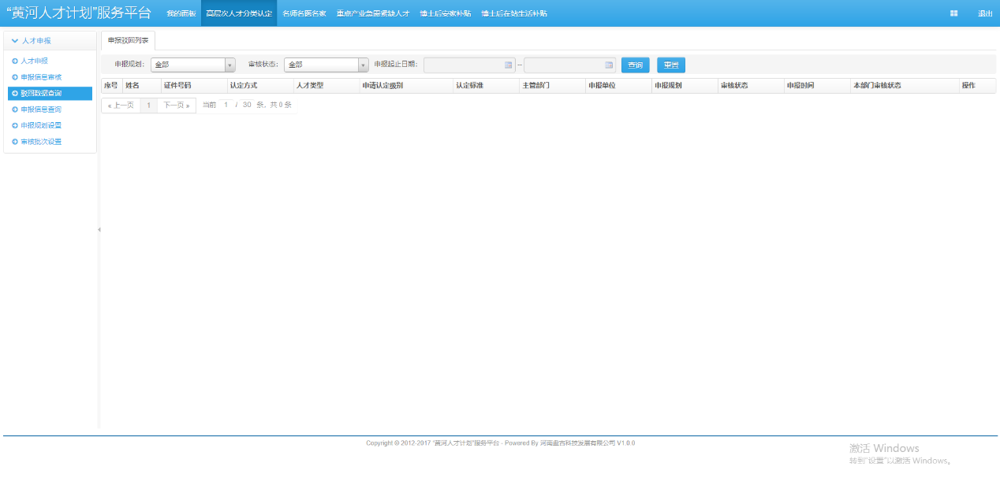 “黄河人才计划”服务平台 我的面板 高层次人才分类认定 名师名医名家 重点产业急需紧缺人才 博士后安家补贴 博士后在站生活补贴 退出
人才申报
人才申报
申报信息审核
驳回数据查询
申报信息查询
申报规划设置
审核批次设置
申报驳回列表
申报规划: 全部 审核状态: 全部 申报起止日期: -- 查询 重置
序号 姓名 证件号码 认定方式 人才类型 申请认定级别 认定标准 主管部门 申报单位 申报规划 审核状态 申报时间 本部门审核状态 操作
« 上一页 1 下一页 » 当前 1 / 30 条，共 0 条
Copyright © 2012-2017 “黄河人才计划”服务平台 - Powered By 河南盘古科技发展有限公司 V1.0.0
激活 Windows
转到“设置”以激活 Windows。